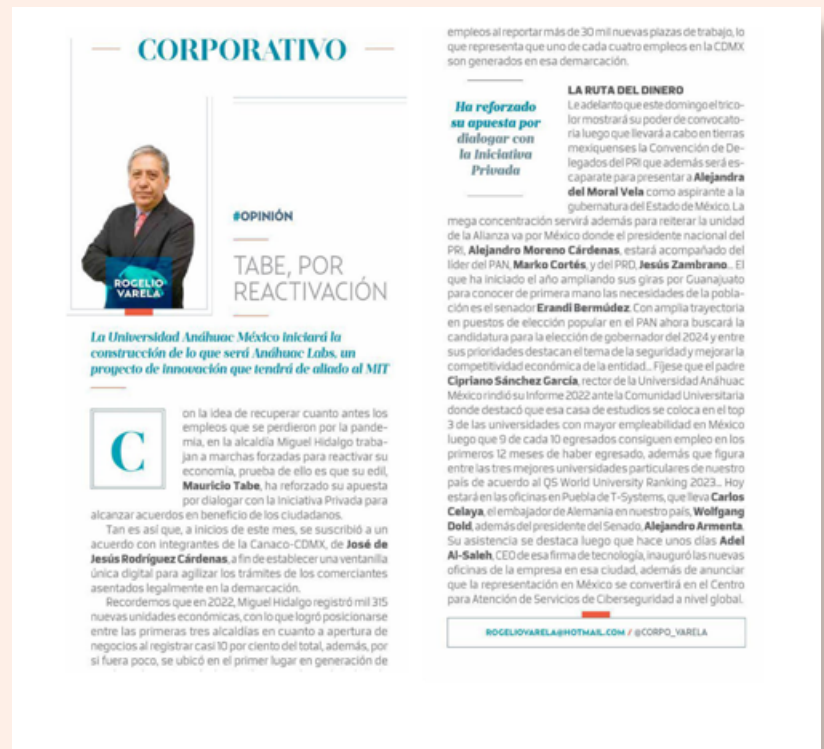 CORPORATIVO
ROGELIO
VARELA
#OPINIÓN
TABE, POR
REACTIVACIÓN
La Universidad Anáhuac México iniciará la
construcción de lo que será Anáhuac Labs, un
proyecto de innovación que tendrá de aliado al MIT
C
on la idea de recuperar cuanto antes los
empleos que se perdieron por la pande-
mia, en la alcaldía Miguel Hidalgo traba-
jan a marchas forzadas para reactivar su
economía, prueba de ello es que su edil,
Mauricio Tabe, ha reforzado su apuesta
por dialogar con la Iniciativa Privada para
alcanzar acuerdos en beneficio de los ciudadanos.
Tan es así que, a inicios de este mes, se suscribió a un
acuerdo con integrantes de la Canaco-CDMX, de José de
Jesús Rodríguez Cárdenas, a fin de establecer una ventanilla
única digital para agilizar los trámites de los comerciantes
asentados legalmente en la demarcación.
Recordemos que en 2022, Miguel Hidalgo registró mil 315
nuevas unidades económicas, con lo que logró posicionarse
entre las primeras tres alcaldías en cuanto a apertura de
negocios al registrar casi 10 por ciento del total, además, por
si fuera poco, se ubicó en el primer lugar en generación de
empleos al reportar más de 30 mil nuevas plazas de trabajo, lo
que representa que uno de cada cuatro empleos en la CDMX
son generados en esa demarcación.
Ha reforzado
su apuesta por
dialogar con
la Iniciativa
Privada
LA RUTA DEL DINERO
Le adelanto que este domingo el trico-
lor mostrará su poder de convocato-
ria luego que llevará a cabo en tierras
mexiquenses la Convención de De-
legados del PRI que además será es-
caparate para presentar a Alejandra
del Moral Vela como aspirante a la
gubernatura del Estado de México. La
mega concentración servirá además para reiterar la unidad
de la Alianza va por México donde el presidente nacional del
PRI, Alejandro Moreno Cárdenas, estará acompañado del
líder del PAN, Marko Cortés, y del PRD, Jesús Zambrano... El
que ha iniciado el año ampliando sus giras por Guanajuato
para conocer de primera mano las necesidades de la pobla-
ción es el senador Erandi Bermúdez. Con amplia trayectoria
en puestos de elección popular en el PAN ahora buscará la
candidatura para la elección de gobernador del 2024 y entre
sus prioridades destacan el tema de la seguridad y mejorar la
competitividad económica de la entidad... Fíjese que el padre
Cipriano Sánchez García, rector de la Universidad Anáhuac
México rindió su Informe 2022 ante la Comunidad Universitaria
donde destacó que esa casa de estudios se coloca en el top
3 de las universidades con mayor empleabilidad en México
luego que 9 de cada 10 egresados consiguen empleo en los
primeros 12 meses de haber egresado, además que figura
entre las tres mejores universidades particulares de nuestro
país de acuerdo al QS World University Ranking 2023... Hoy
estará en las oficinas en Puebla de T-Systems, que lleva Carlos
Celaya, el embajador de Alemania en nuestro país, Wolfgang
Dold, además del presidente del Senado, Alejandro Armenta.
Su asistencia se destaca luego que hace unos días Adel
Al-Saleh, CEO de esa firma de tecnología, inauguró las nuevas
oficinas de la empresa en esa ciudad, además de anunciar
que la representación en México se convertirá en el Centro
para Atención de Servicios de Ciberseguridad a nivel global.
ROGELIOVARELA@HOTMAIL.COM / @CORPO_VARELA